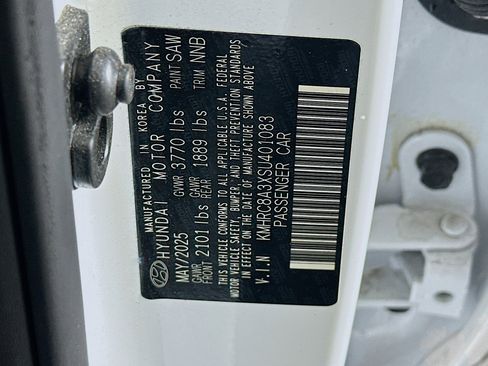 MANUFACTURED IN KOREA BY
HYUNDAI MOTOR COMPANY
MAY/2025 GVWR 3770 lbs PAINT SAW
GAWR FRONT 2101 lbs GAWR REAR 1889 lbs TRIM NNB
THIS VEHICLE CONFORMS TO ALL APPLICABLE U.S.A. FEDERAL
MOTOR VEHICLE SAFETY, BUMPER, AND THEFT PREVENTION STANDARDS
IN EFFECT ON THE DATE OF MANUFACTURE SHOWN ABOVE
V.I.N KMHRC8A3XSU401083
PASSENGER CAR